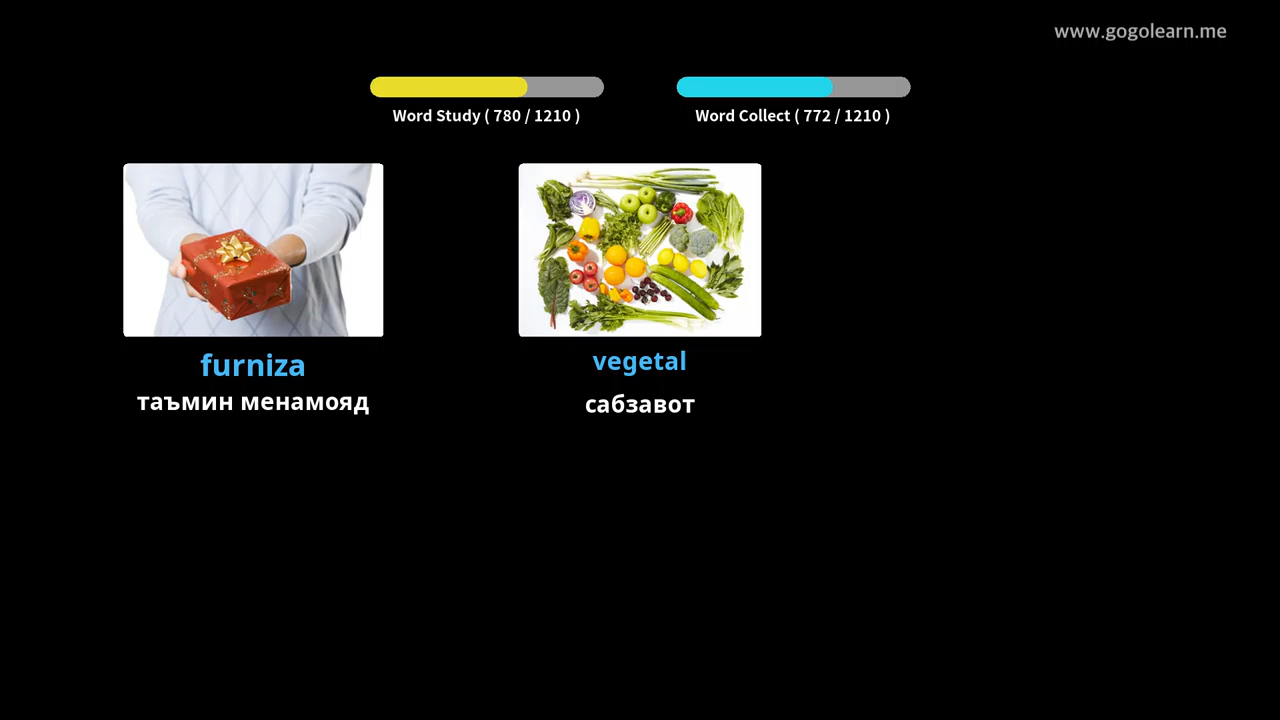 www.gogolearn.me
Word Study ( 780 / 1210 )
Word Collect ( 772 / 1210 )
furniza
таъмин менамояд
vegetal
сабзавот